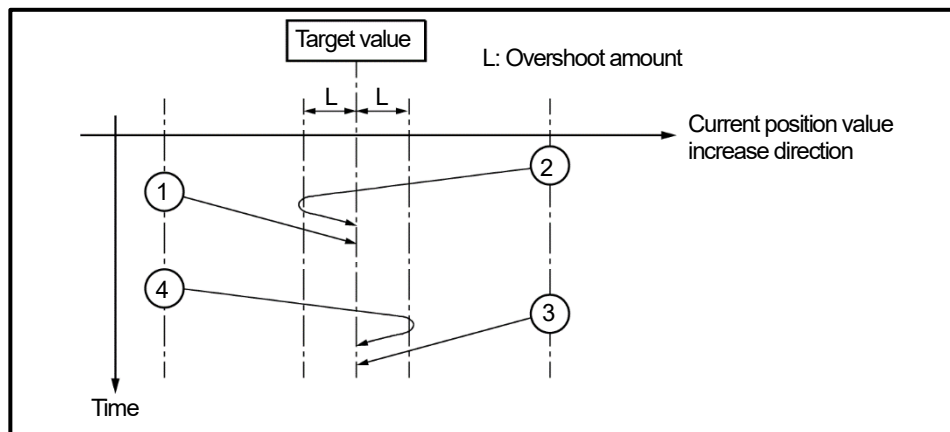 Target value
L: Overshoot amount
L L
Current position value
increase direction
2
1
4
3
Time